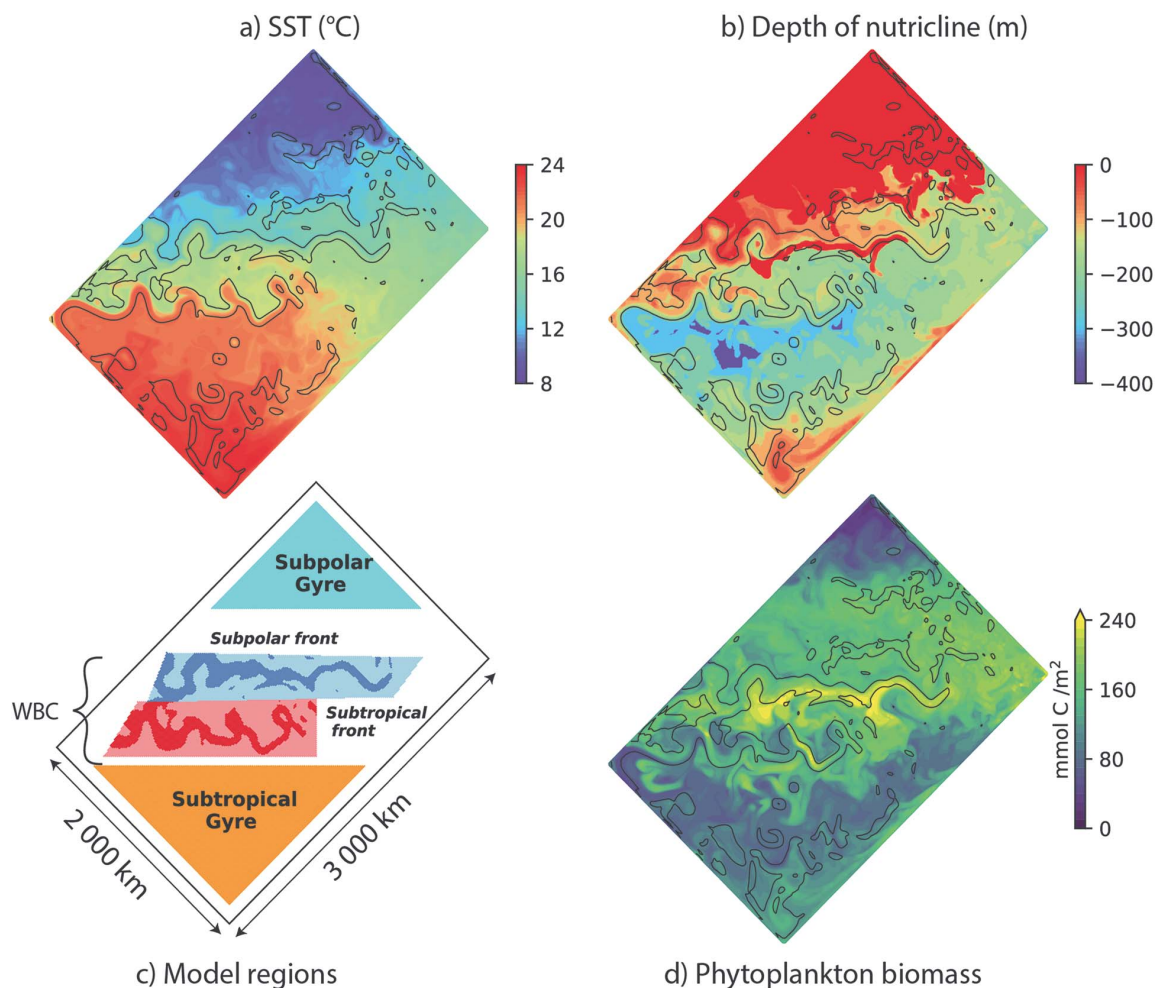 a) SST (°C)
24
20
16
12
8
b) Depth of nutricline (m)
0
−100
−200
−300
−400
Subpolar
Gyre
Subpolar front
WBC
Subtropical
front
Subtropical
Gyre
2 000 km
3 000 km
c) Model regions
240
160
80
0
mmol C /m²
d) Phytoplankton biomass